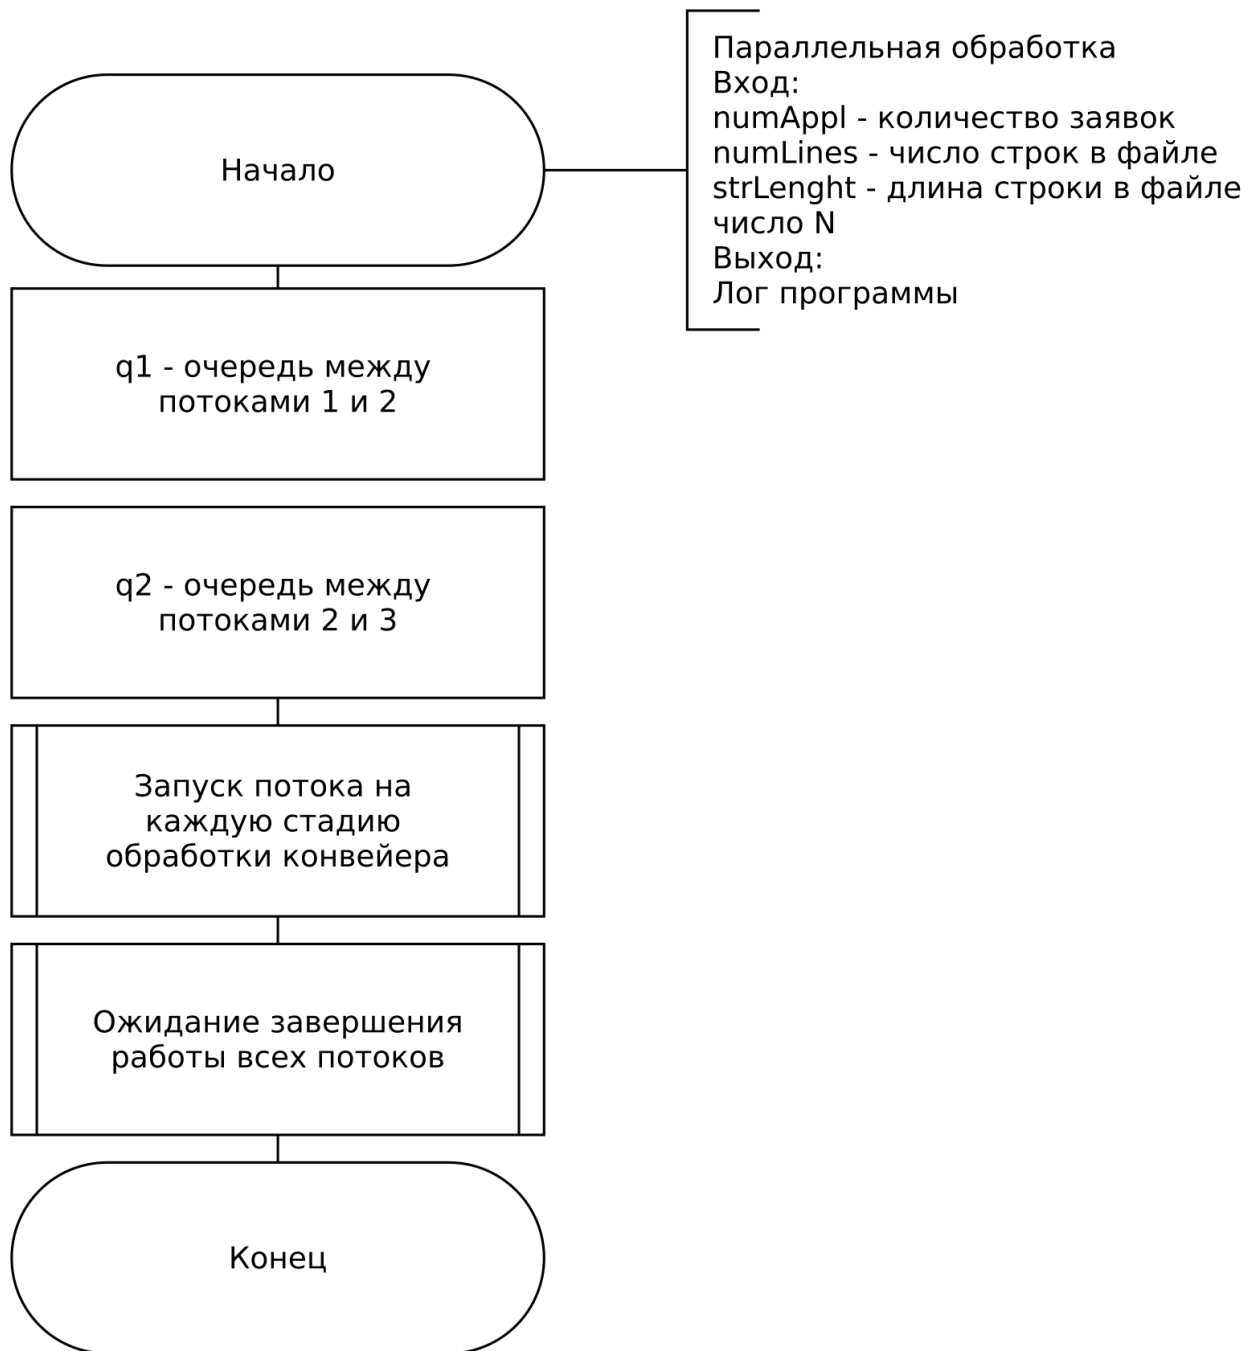 Начало
Параллельная обработка
Вход:
numAppl - количество заявок
numLines - число строк в файле
strLenght - длина строки в файле
число N
Выход:
Лог программы
q1 - очередь между
потоками 1 и 2
q2 - очередь между
потоками 2 и 3
Запуск потока на
каждую стадию
обработки конвейера
Ожидание завершения
работы всех потоков
Конец